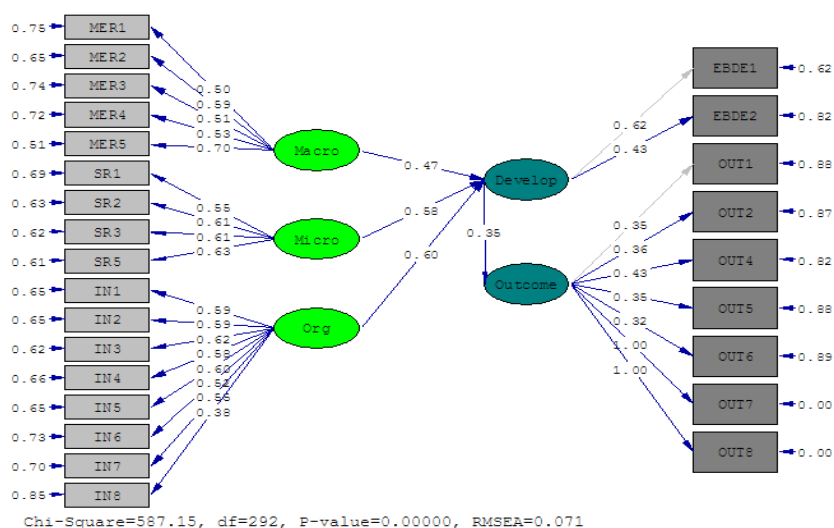 0.75 MER1
0.65 MER2
0.74 MER3
0.72 MER4
0.51 MER5
0.69 SR1
0.63 SR2
0.62 SR3
0.61 SR5
0.65 IN1
0.65 IN2
0.62 IN3
0.66 IN4
0.65 IN5
0.73 IN6
0.70 IN7
0.85 IN8
0.50
0.59
0.51
0.53
0.70
0.55
0.61
0.61
0.63
0.59
0.59
0.62
0.60
0.38
Macro
Micro
Org
0.47
0.58
0.60
Develop
0.35
Outcome
0.62
0.43
0.35
0.36
0.43
0.35
0.32
1.00
1.00
EBDE1 0.62
EBDE2 0.82
OUT1 0.88
OUT2 0.87
OUT4 0.82
OUT5 0.88
OUT6 0.89
OUT7 0.00
OUT8 0.00
Chi-Square=587.15, df=292, P-value=0.00000, RMSEA=0.071